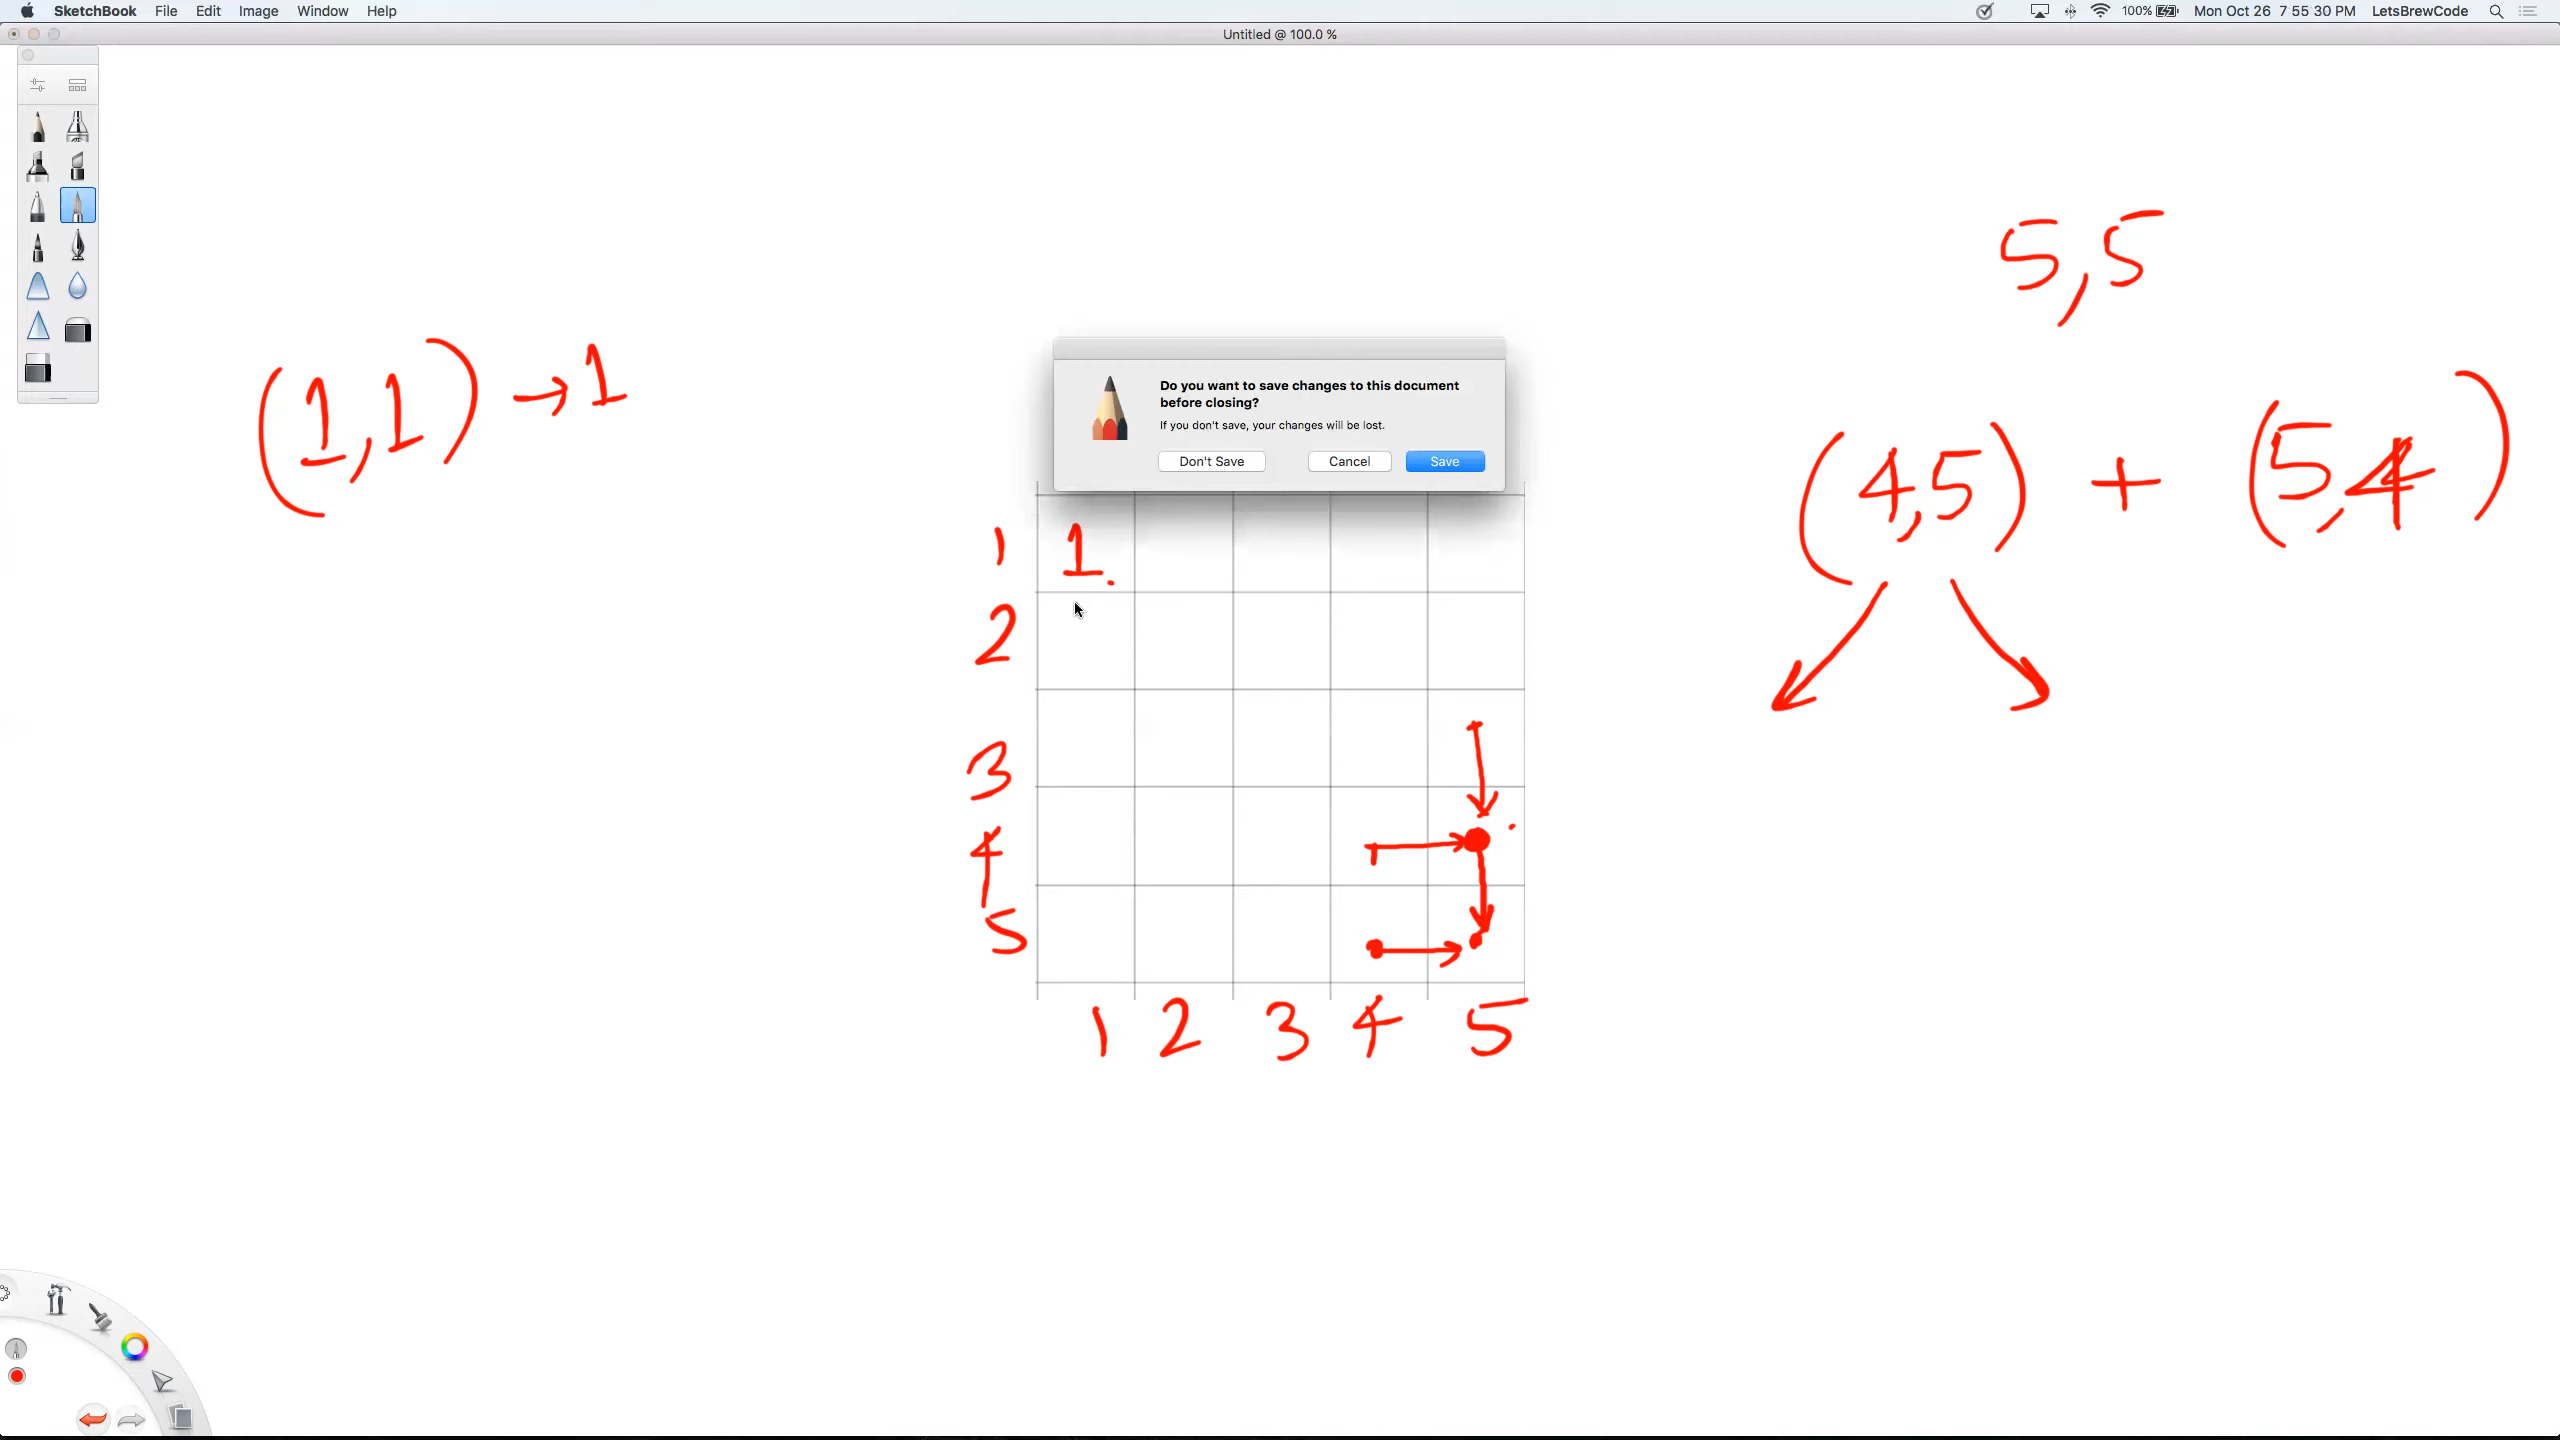 SketchBook File Edit Image Window Help 100% Mon Oct 26 7 55 30 PM LetsBrewCode
Untitled @ 100.0 %
5,5
(1,1) → 1
Do you want to save changes to this document
before closing?
If you don't save, your changes will be lost.
Don't Save Cancel Save
(4,5) + (5,4)
1 1.
2
3
4
5
1 2 3 4 5